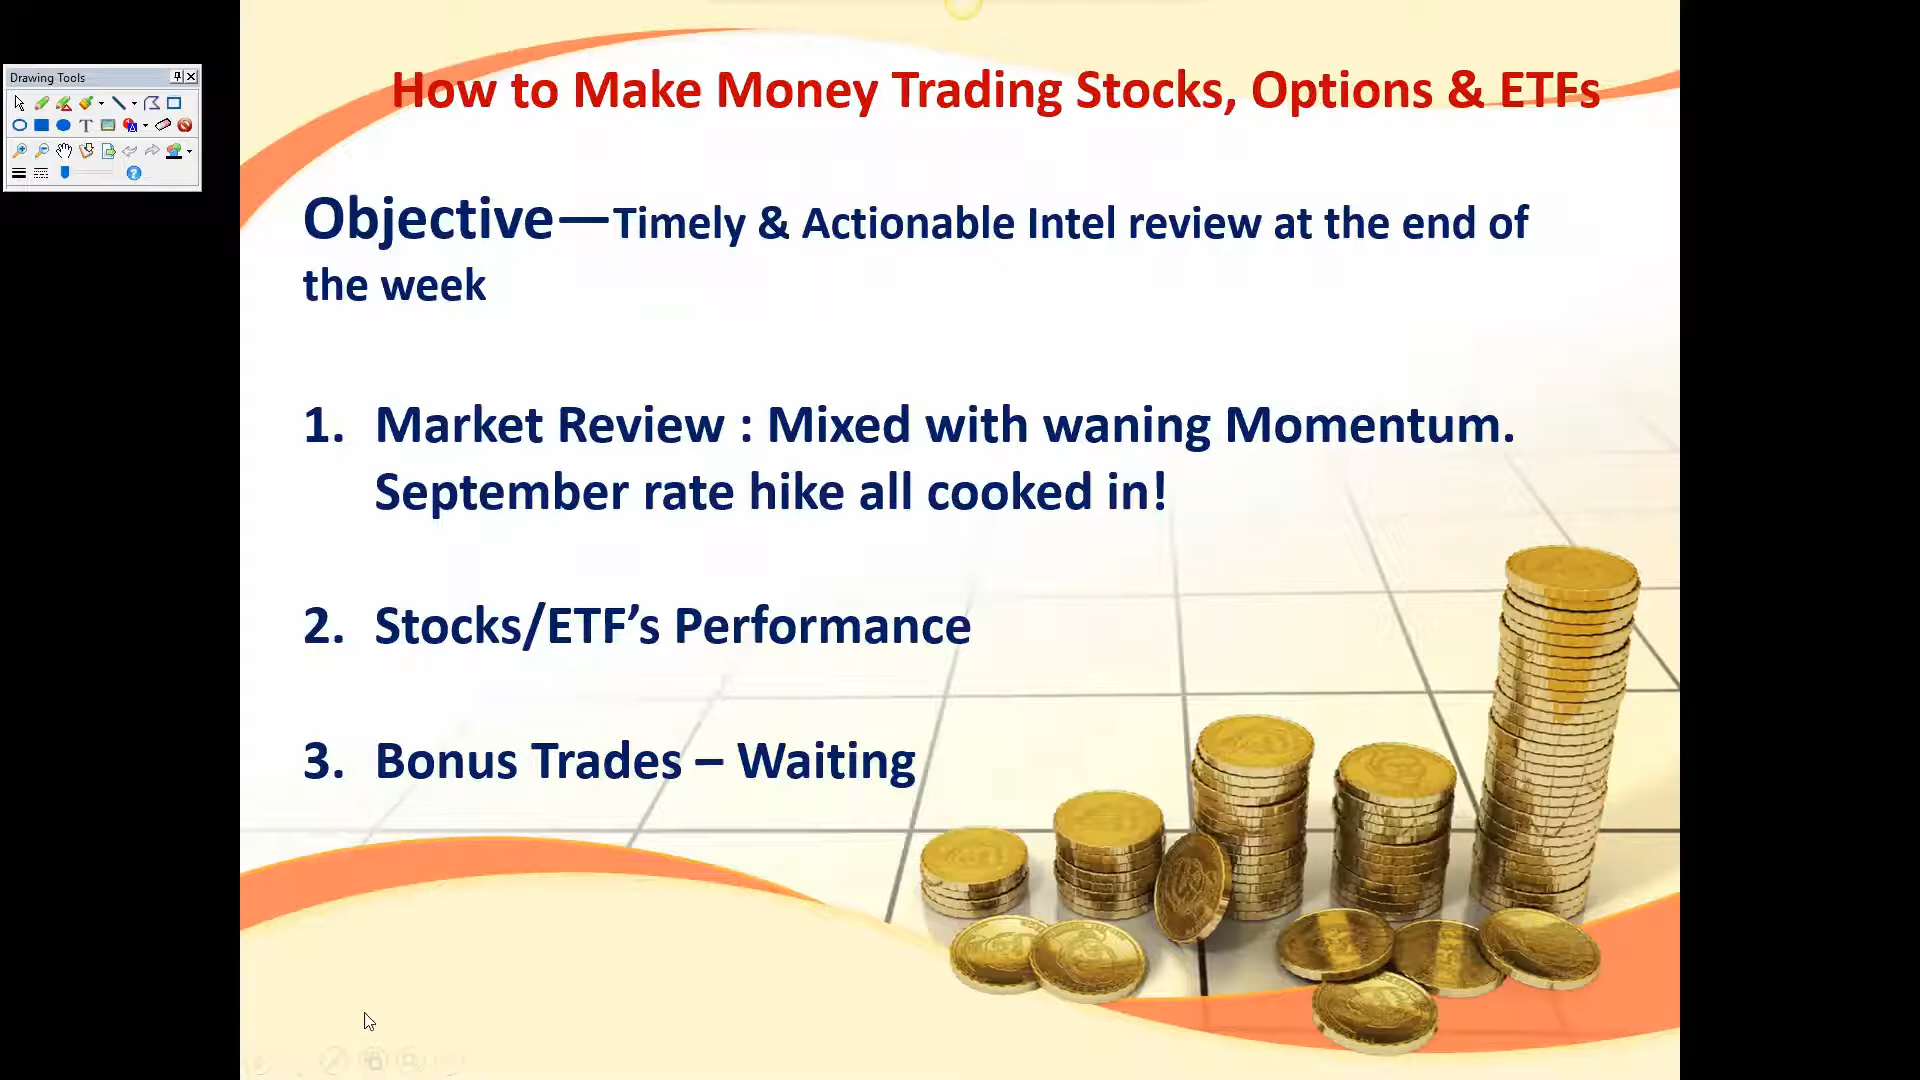 Drawing Tools
How to Make Money Trading Stocks, Options & ETFs
Objective—Timely & Actionable Intel review at the end of
the week
1. Market Review : Mixed with waning Momentum.
September rate hike all cooked in!
2. Stocks/ETF’s Performance
3. Bonus Trades – Waiting